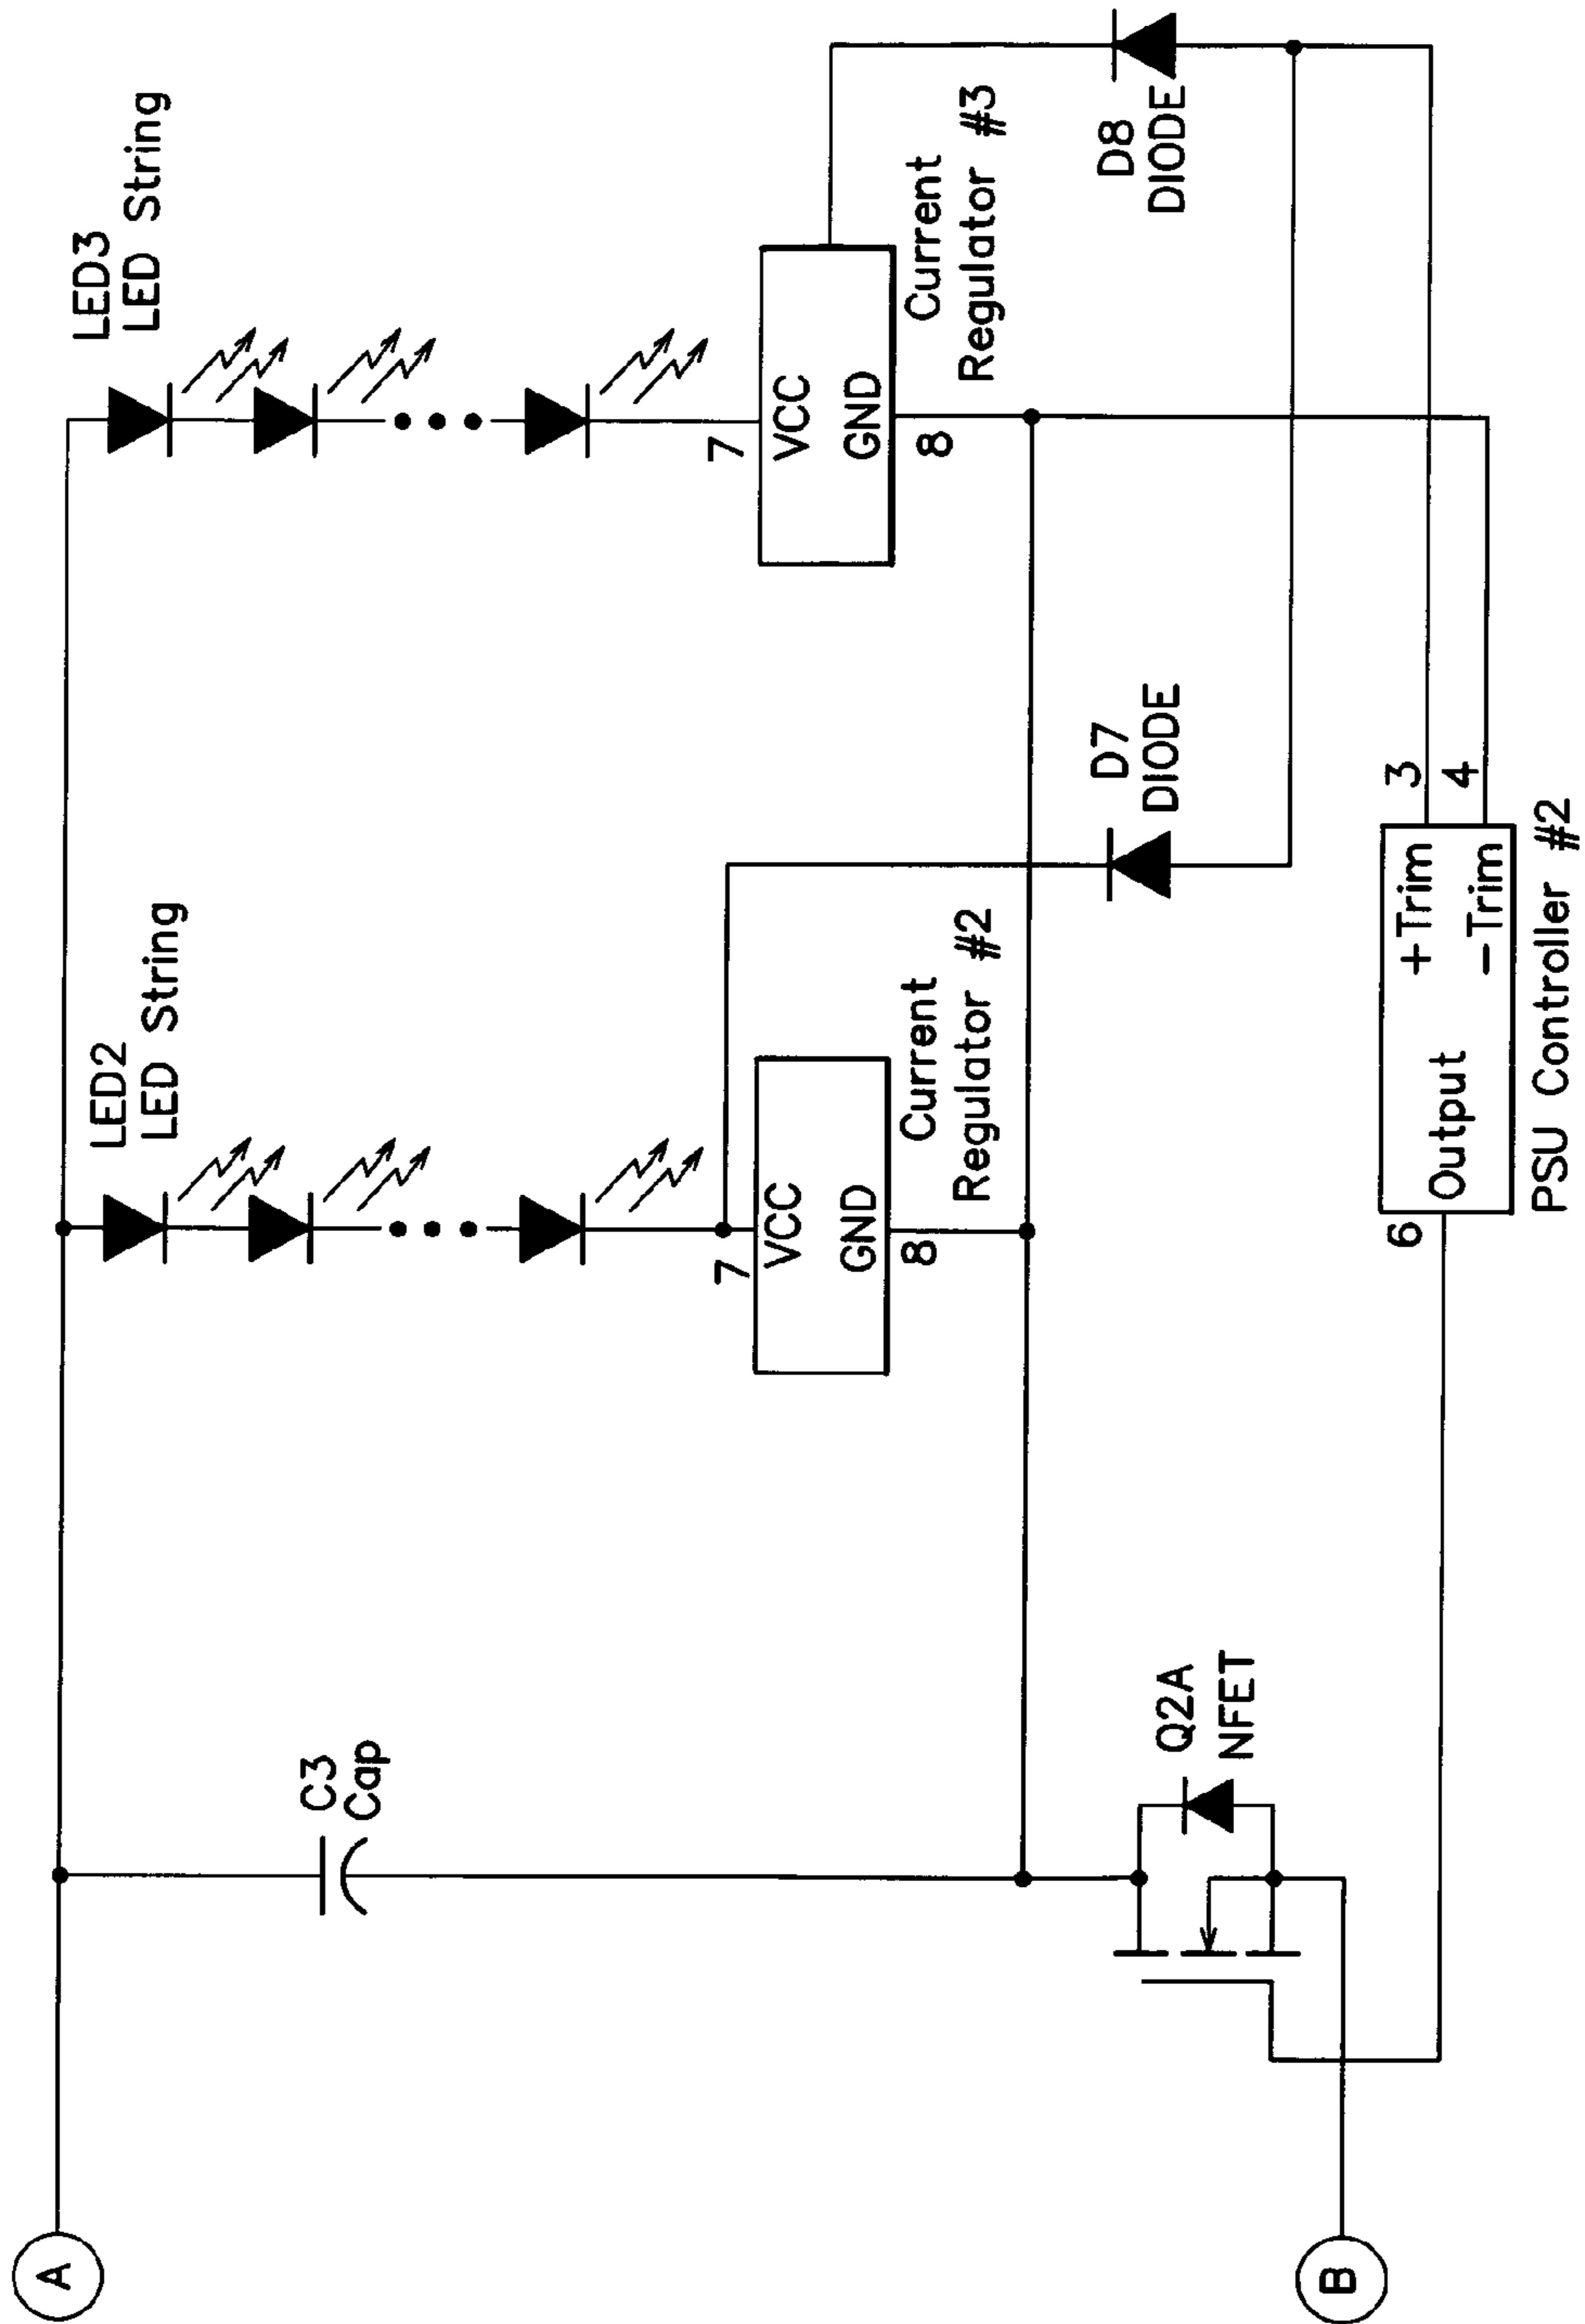 A
B
C3
Cap
Q2A
NFET
LED2
LED String
7
VCC
GND
8
Current
Regulator #2
D7
DIODE
6
Output
+Trim
-Trim
3
4
PSU Controller #2
LED3
LED String
7
VCC
GND
8
Current
Regulator #3
D8
DIODE